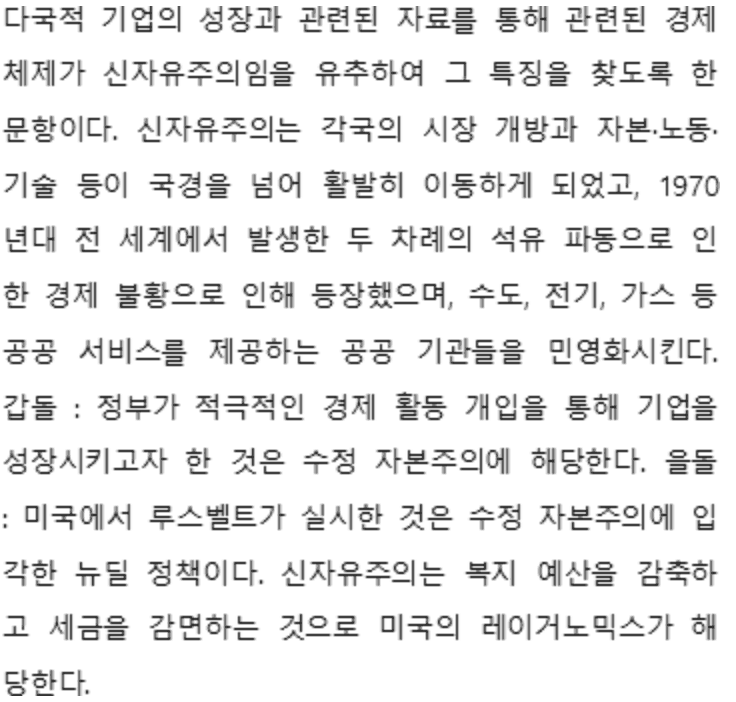 다국적 기업의 성장과 관련된 자료를 통해 관련된 경제
체제가 신자유주의임을 유추하여 그 특징을 찾도록 한
문항이다. 신자유주의는 각국의 시장 개방과 자본·노동·
기술 등이 국경을 넘어 활발히 이동하게 되었고, 1970
년대 전 세계에서 발생한 두 차례의 석유 파동으로 인
한 경제 불황으로 인해 등장했으며, 수도, 전기, 가스 등
공공 서비스를 제공하는 공공 기관들을 민영화시킨다.
갑돌 : 정부가 적극적인 경제 활동 개입을 통해 기업을
성장시키고자 한 것은 수정 자본주의에 해당한다. 을돌
: 미국에서 루스벨트가 실시한 것은 수정 자본주의에 입
각한 뉴딜 정책이다. 신자유주의는 복지 예산을 감축하
고 세금을 감면하는 것으로 미국의 레이거노믹스가 해
당한다.